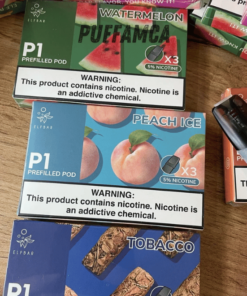 WATERMELON
PUFFAMCA
ELFBAR
P1
PREFILLED POD
X3
5% NICOTINE
WARNING:
This product contains nicotine. Nicotine is
an addictive chemical.
PEACH ICE
ELFBAR
P1
PREFILLED POD
X3
5% NICOTINE
WARNING:
This product contains nicotine. Nicotine is
an addictive chemical.
TOBACCO
ELFBAR
P1